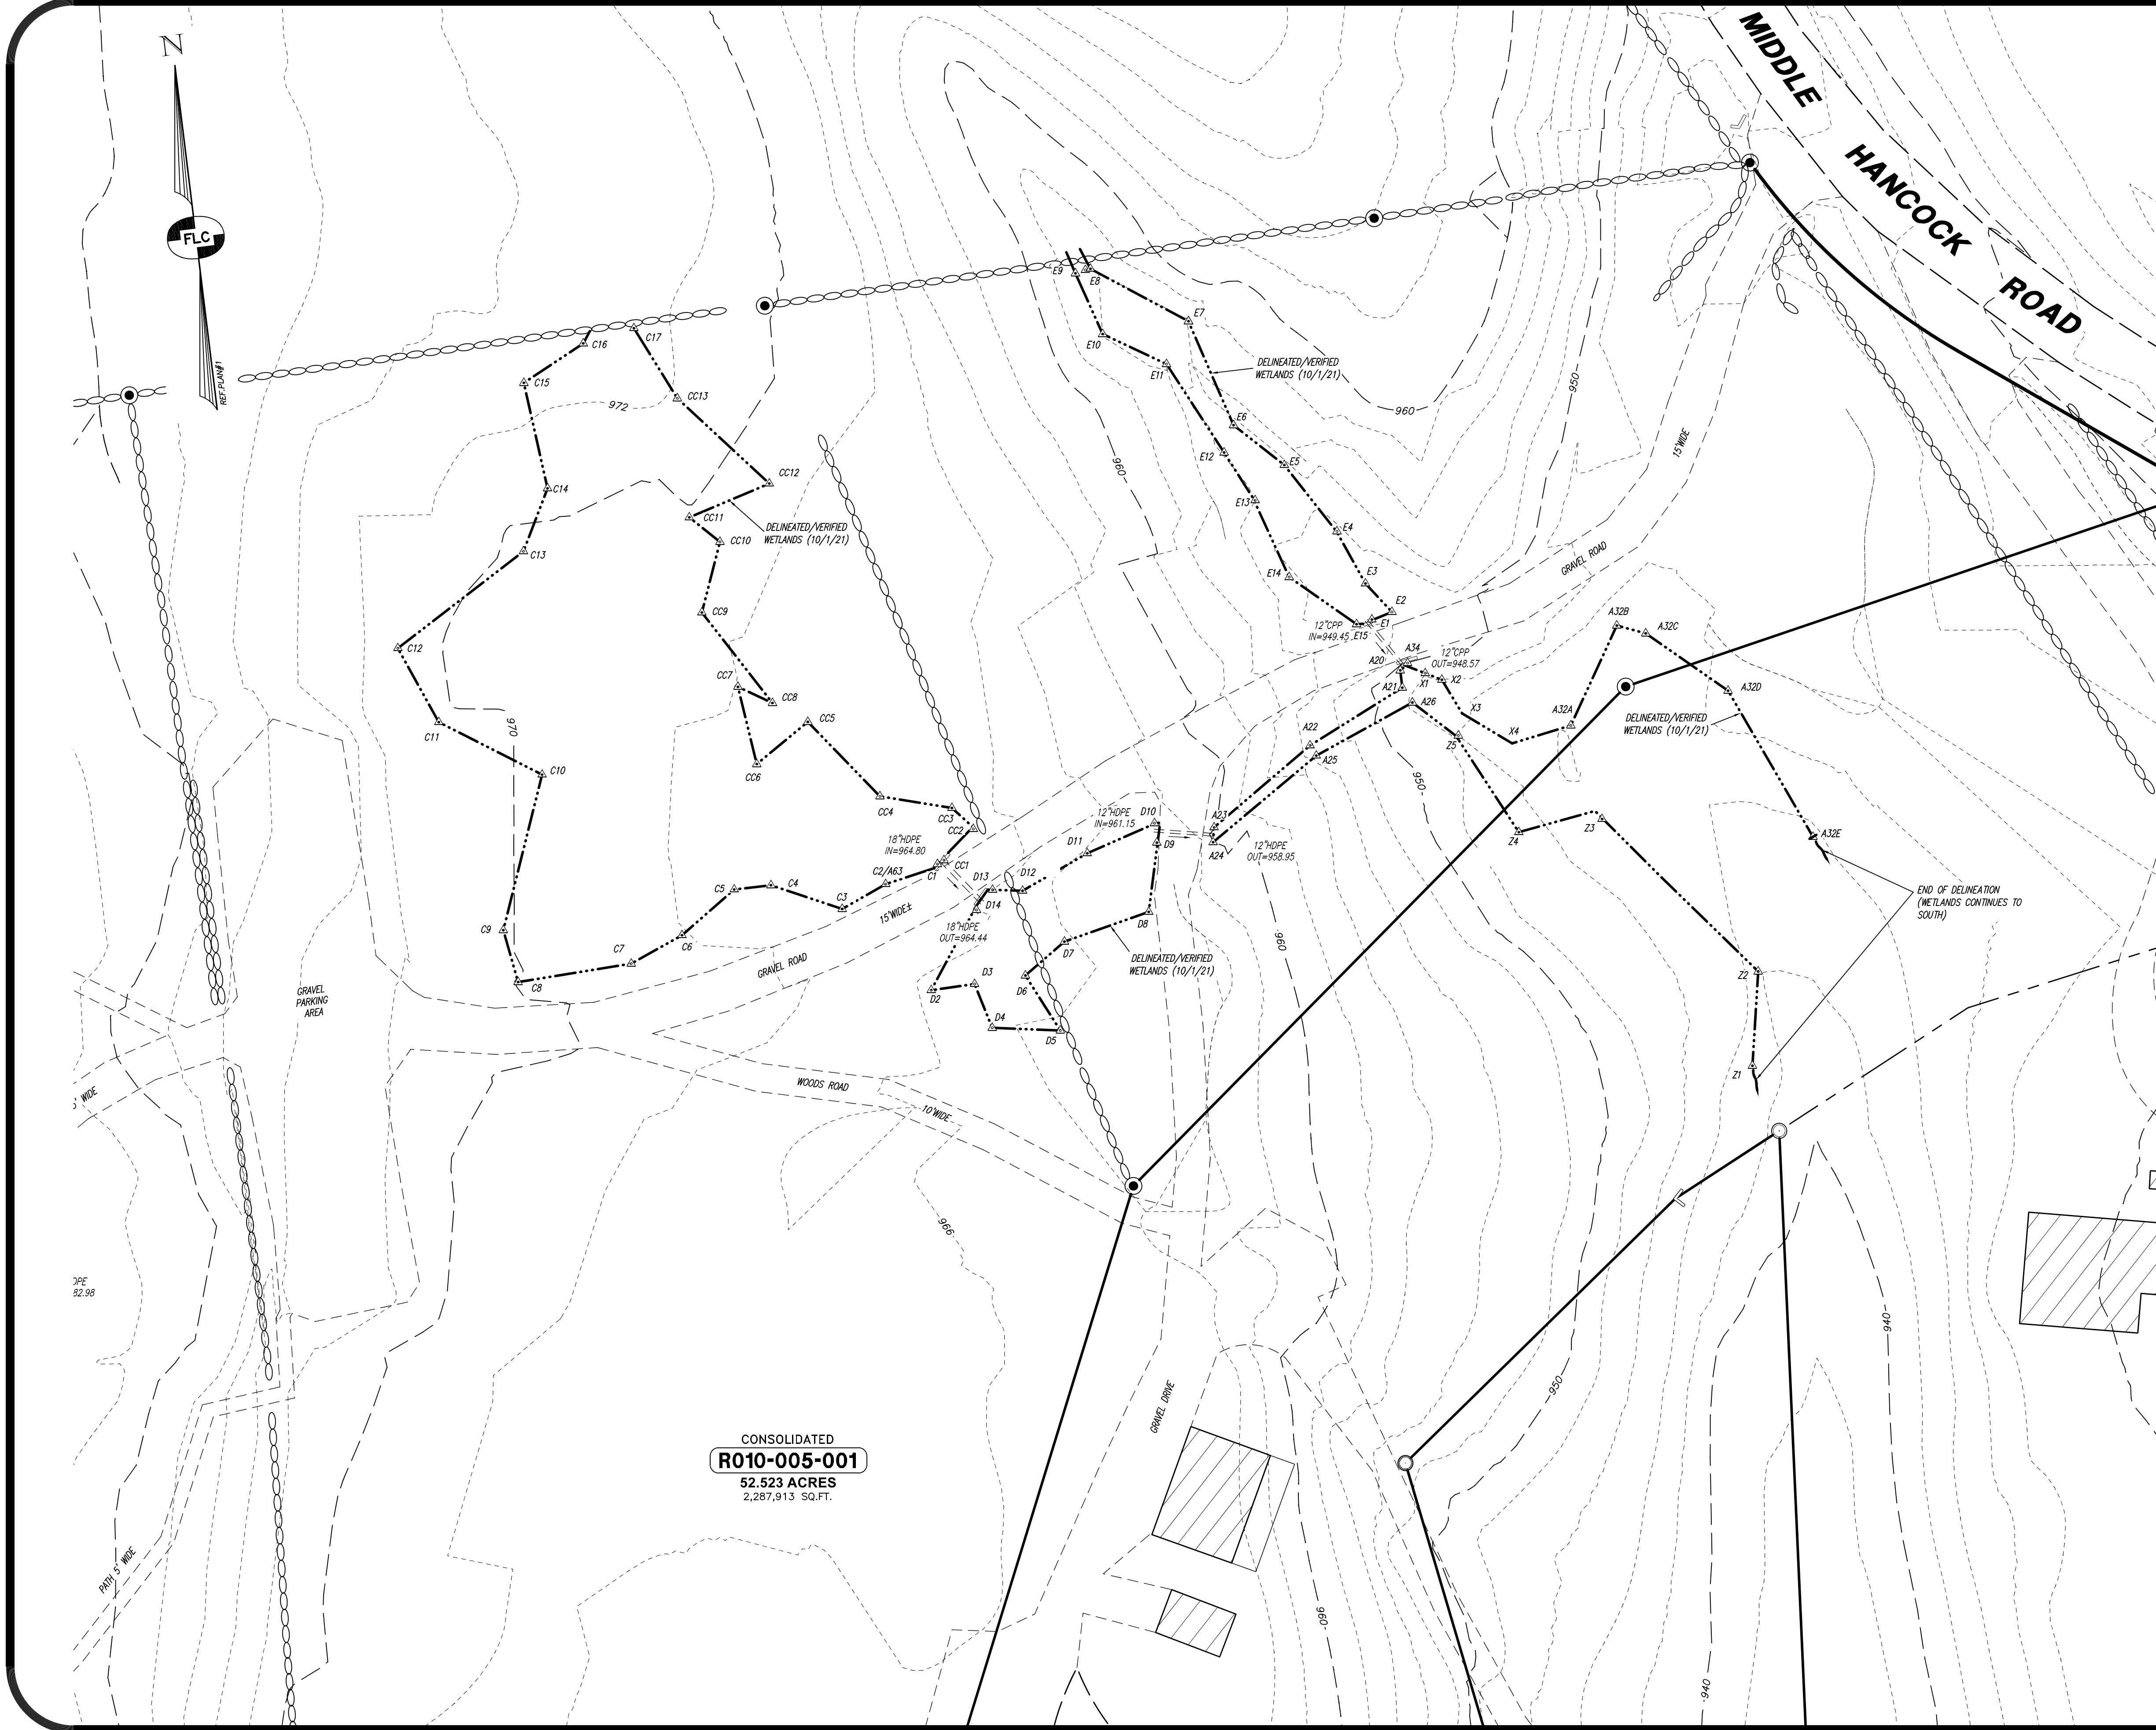 MIDDLE
HANCOCK
ROAD
N
FLC
REF.PLAN#1
E9
E8
E7
E10
E11
DELINEATED/VERIFIED
WETLANDS (10/1/21)
C17
C16
C15
CC13
972
950
960
E6
15'WIDE
960
E12
E5
CC12
C14
E13
CC11
DELINEATED/VERIFIED
WETLANDS (10/1/21)
CC10
E4
C13
GRAVEL ROAD
E14
E3
CC9
E2
A32B
12"CPP
IN=949.45
E1
E15
A32C
C12
A20
A34
12"CPP
OUT=948.57
CC7
A21
X1
X2
A32D
CC8
A26
X3
A32A
DELINEATED/VERIFIED
WETLANDS (10/1/21)
CC5
970
C11
A22
X4
Z5
A25
CC6
C10
950
CC4
CC3
12"HDPE
IN=961.15
D10
A23
Z3
CC2
A32E
18"HDPE
IN=964.80
D11
D9
A24
12"HDPE
OUT=958.95
Z4
CC1
C1
C2/A63
C5
C4
D13
D12
END OF DELINEATION
(WETLANDS CONTINUES TO
SOUTH)
C3
15'WIDE±
D14
D8
C9
18"HDPE
OUT=964.44
960
C6
C7
D7
GRAVEL ROAD
DELINEATED/VERIFIED
WETLANDS (10/1/21)
D3
D6
Z2
C8
D2
GRAVEL
PARKING
AREA
D4
D5
Z1
WOODS ROAD
' WIDE
10'WIDE
966
OPE
82.98
940
950
GRAVEL DRIVE
CONSOLIDATED
R010-005-001
52.523 ACRES
2,287,913 SQ.FT.
PATH 5' WIDE
960
940